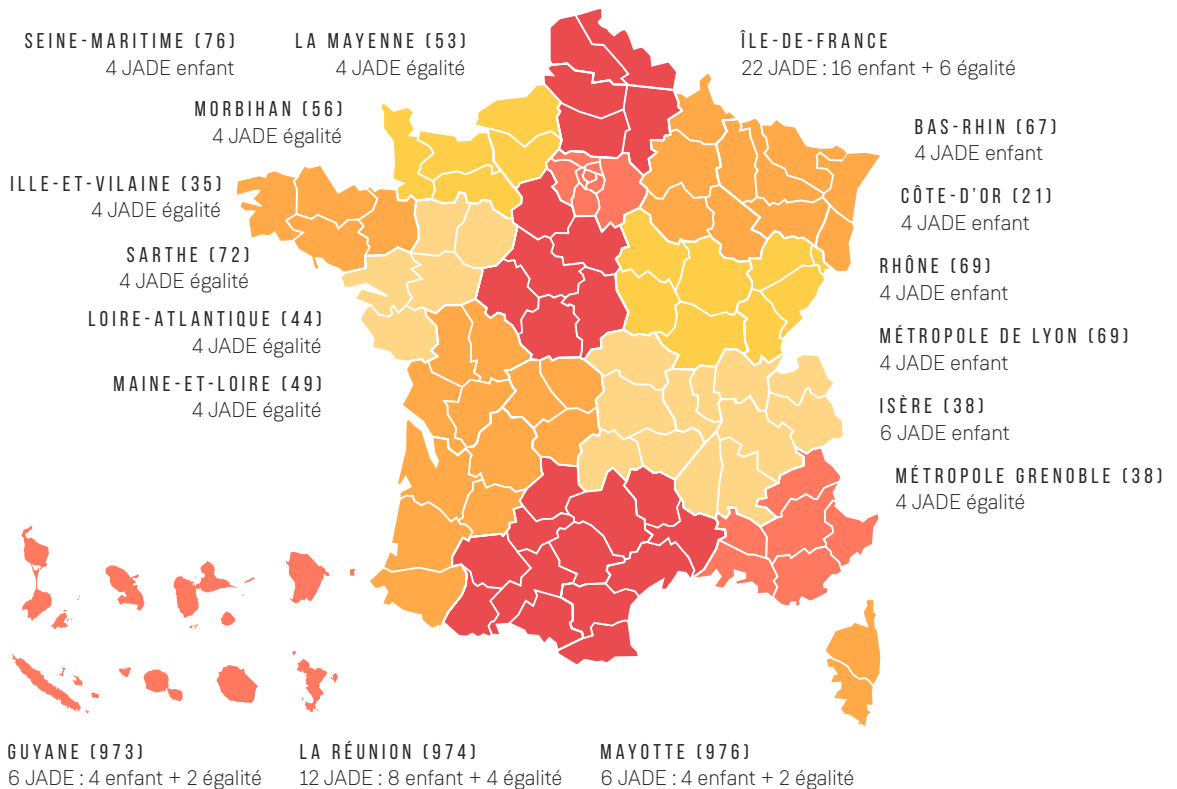 SEINE-MARITIME (76)
4 JADE enfant
LA MAYENNE (53)
4 JADE égalité
ÎLE-DE-FRANCE
22 JADE : 16 enfant + 6 égalité
MORBIHAN (56)
4 JADE égalité
BAS-RHIN (67)
4 JADE enfant
ILLE-ET-VILAINE (35)
4 JADE égalité
CÔTE-D'OR (21)
4 JADE enfant
SARTHE (72)
4 JADE égalité
RHÔNE (69)
4 JADE enfant
LOIRE-ATLANTIQUE (44)
4 JADE égalité
MÉTROPOLE DE LYON (69)
4 JADE enfant
MAINE-ET-LOIRE (49)
4 JADE égalité
ISÈRE (38)
6 JADE enfant
MÉTROPOLE GRENOBLE (38)
4 JADE égalité
GUYANE (973)
6 JADE : 4 enfant + 2 égalité
LA RÉUNION (974)
12 JADE : 8 enfant + 4 égalité
MAYOTTE (976)
6 JADE : 4 enfant + 2 égalité